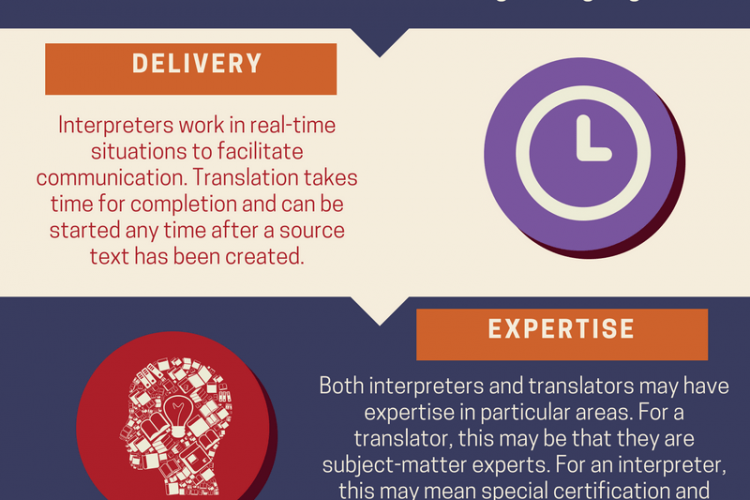 DELIVERY
Interpreters work in real-time
situations to facilitate
communication. Translation takes
time for completion and can be
started any time after a source
text has been created.
EXPERTISE
Both interpreters and translators may have
expertise in particular areas. For a
translator, this may be that they are
subject-matter experts. For an interpreter,
this may mean special certification and